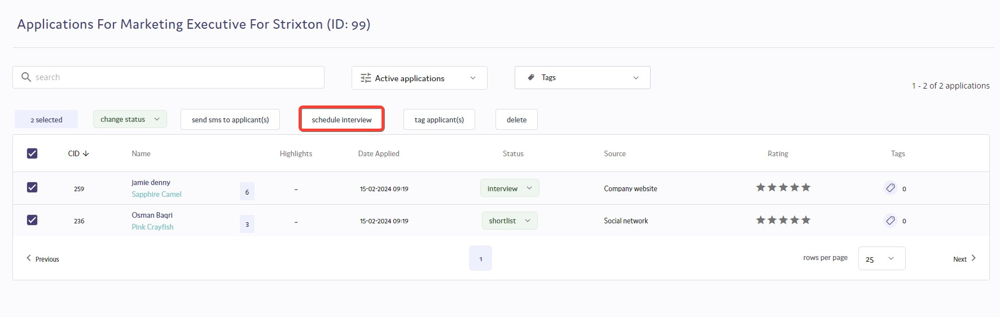 Applications For Marketing Executive For Strixton (ID: 99)
search
Active applications
Tags
1 - 2 of 2 applications
2 selected
change status
send sms to applicant(s)
schedule interview
tag applicant(s)
delete
CID Name Highlights Date Applied Status Source Rating Tags
259 jamie denny 6 - 15-02-2024 09:19 interview Company website 0
Sapphire Camel
236 Osman Baqri 3 - 15-02-2024 09:19 shortlist Social network 0
Pink Crayfish
Previous 1 rows per page 25 Next